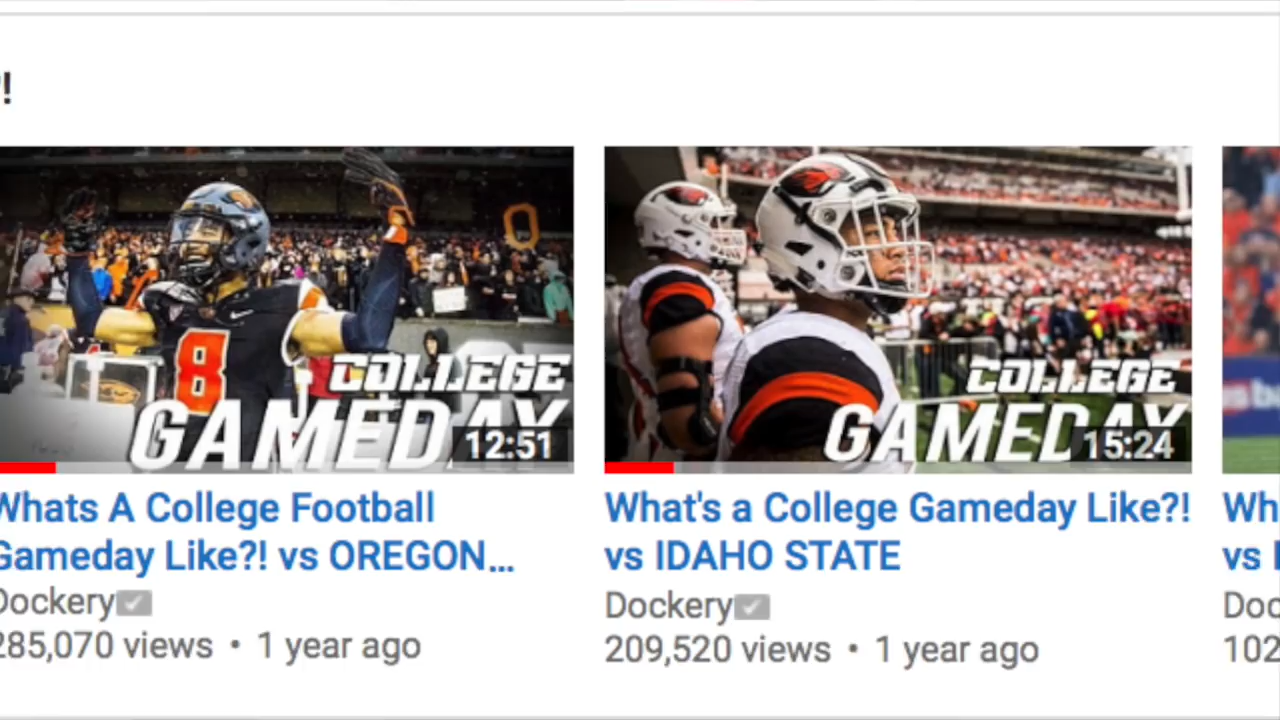 !
8
COLLEGE
GAMEDAY
12:51
Whats A College Football
Gameday Like?! vs OREGON...
Dockery
285,070 views • 1 year ago
COLLEGE
GAMEDAY
15:24
What's a College Gameday Like?!
vs IDAHO STATE
Dockery
209,520 views • 1 year ago
Wh
vs
Doc
102